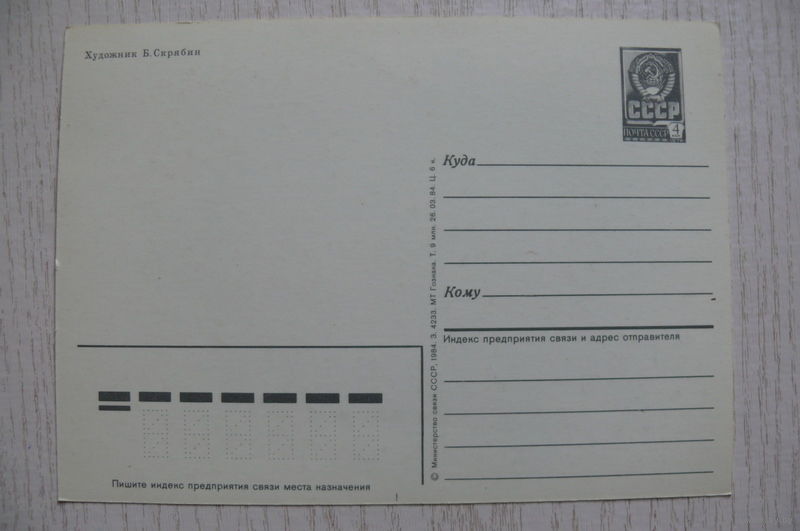 Художник Б. Скрябин
СССР
ПОЧТА СССР 4
Куда
Кому
Индекс предприятия связи и адрес отправителя
© Министерство связи СССР, 1984. З. 4233. МТ Гознака. Т. 9 млн. 26. 03. 84. Ц. 6 к.
Пишите индекс предприятия связи места назначения